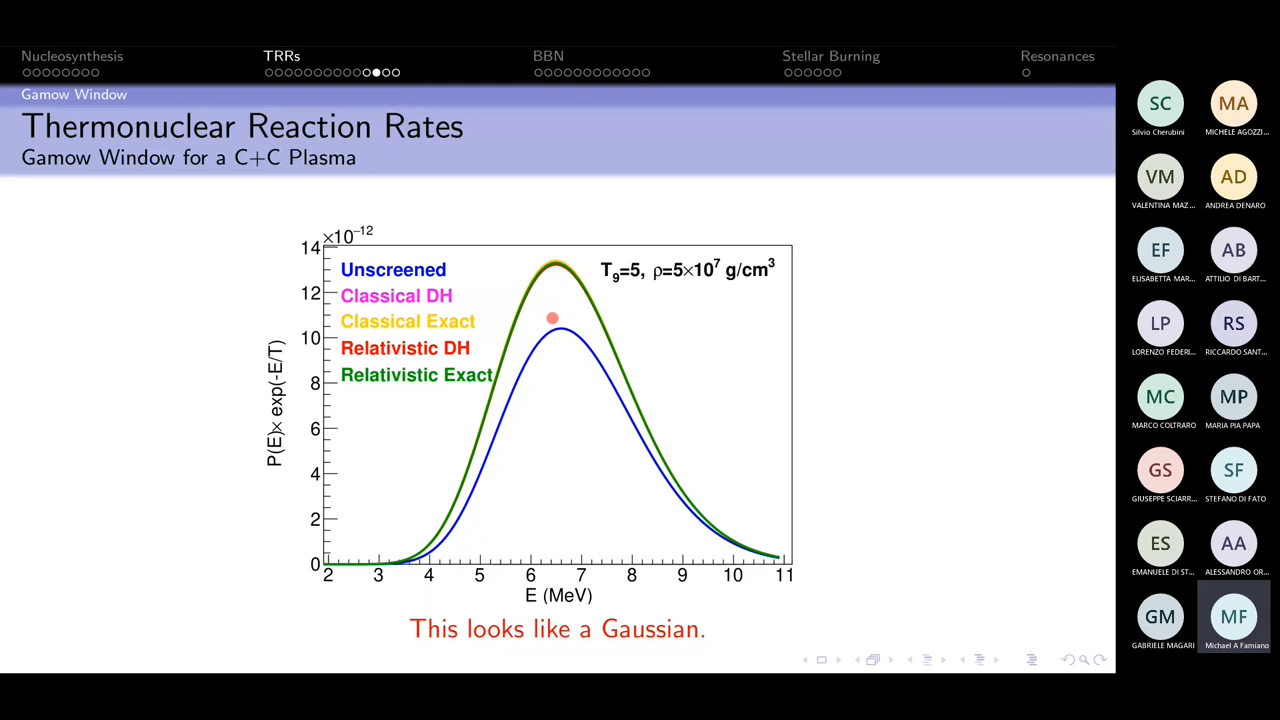 Nucleosynthesis TRRs BBN Stellar Burning Resonances
Gamow Window
Thermonuclear Reaction Rates
Gamow Window for a C+C Plasma
×10⁻¹²
14
12
10
8
6
4
2
0
P(E)× exp(-E/T)
Unscreened
Classical DH
Classical Exact
Relativistic DH
Relativistic Exact
T₉=5, ρ=5×10⁷ g/cm³
2 3 4 5 6 7 8 9 10 11
E (MeV)
This looks like a Gaussian.
SC MA
Silvio Cherubini MICHELE AGOZZI...
VM AD
VALENTINA MAZ... ANDREA DENARO
EF AB
ELISABETTA MAR... ATTILIO DI BART...
LP RS
LORENZO FEDERI... RICCARDO SANT...
MC MP
MARCO COLTRARO MARIA PIA PAPA
GS SF
GIUSEPPE SCIARR... STEFANO DI FATO
ES AA
EMANUELE DI ST... ALESSANDRO OR...
GM MF
GABRIELE MAGARI Michael A Famiano